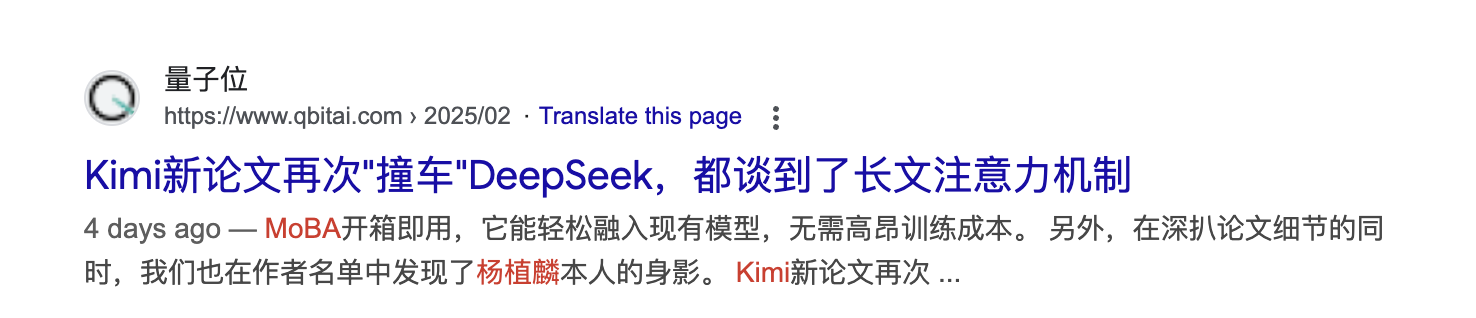 量子位
https://www.qbitai.com › 2025/02 · Translate this page
Kimi新论文再次"撞车"DeepSeek，都谈到了长文注意力机制
4 days ago — MoBA开箱即用，它能轻松融入现有模型，无需高昂训练成本。 另外，在深扒论文细节的同
时，我们也在作者名单中发现了杨植麟本人的身影。 Kimi新论文再次 ...